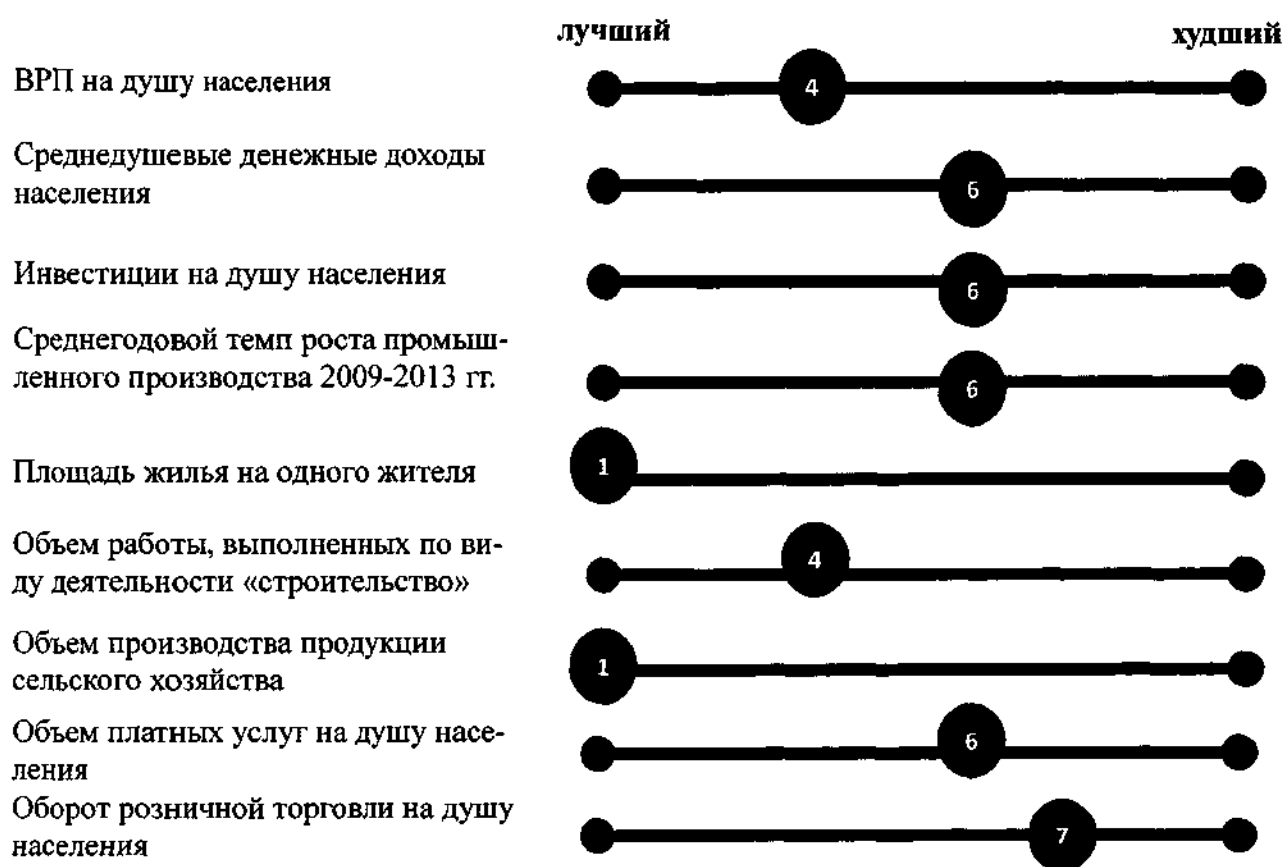 лучший худший
ВРП на душу населения 4
Среднедушевые денежные доходы
населения 6
Инвестиции на душу населения 6
Среднегодовой темп роста промыш-
ленного производства 2009-2013 гг. 6
Площадь жилья на одного жителя 1
Объем работы, выполненных по ви-
ду деятельности «строительство» 4
Объем производства продукции
сельского хозяйства 1
Объем платных услуг на душу насе- 6
ления
Оборот розничной торговли на душу
населения 7